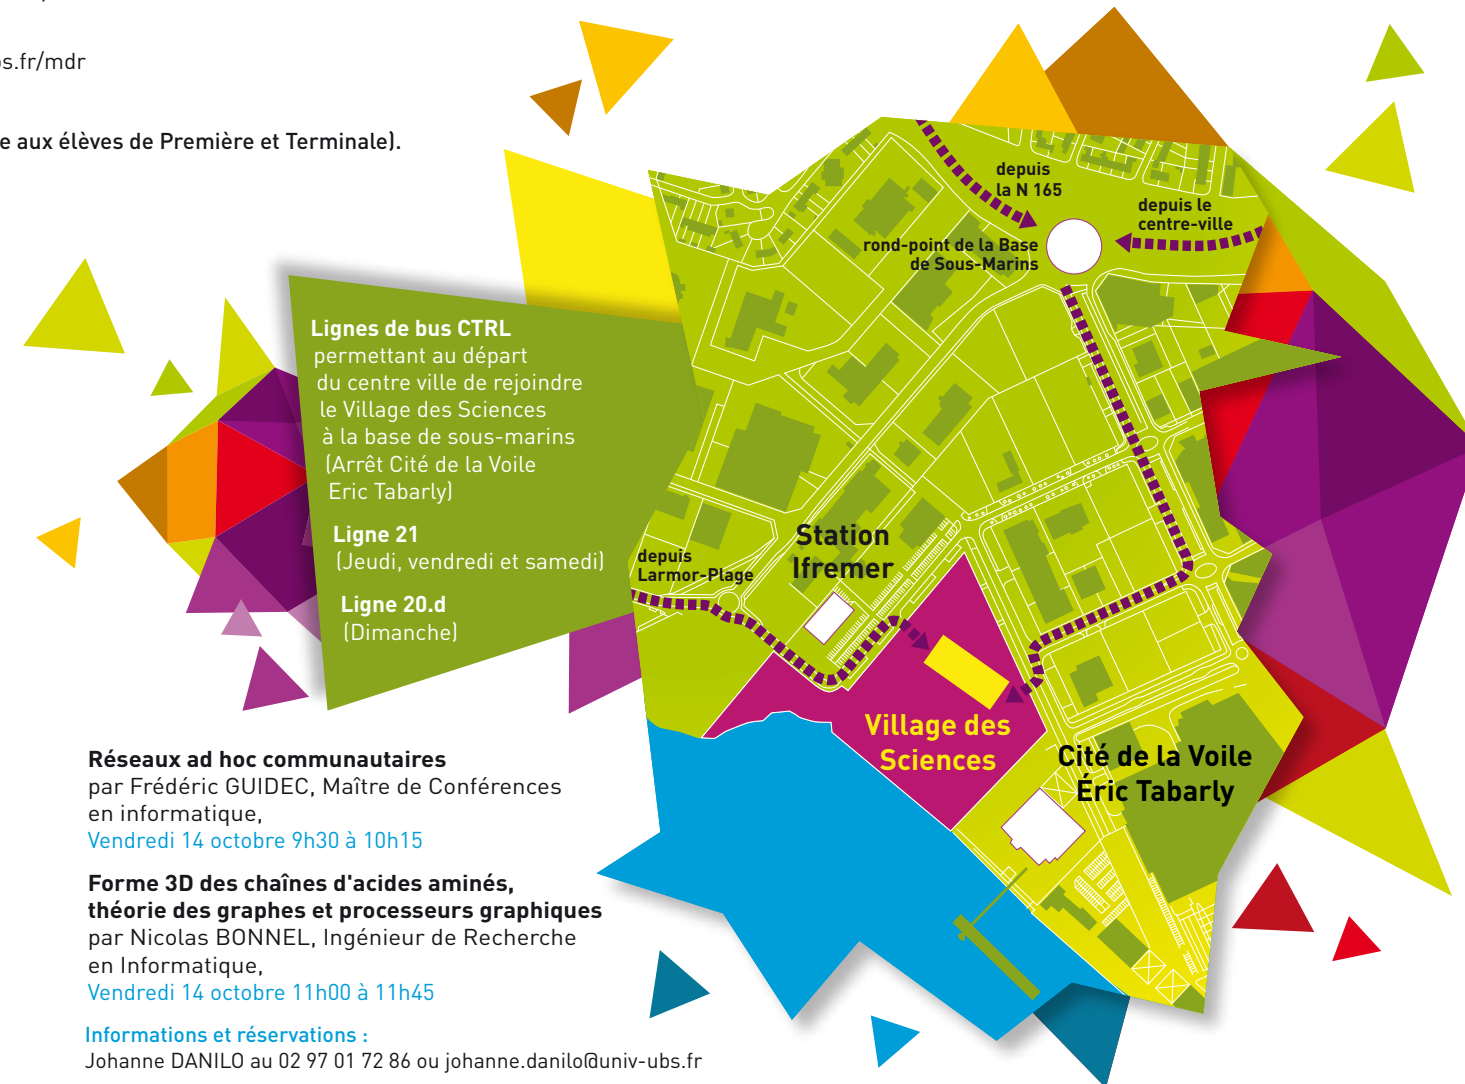 bs.fr/mdr
e aux élèves de Première et Terminale).
Lignes de bus CTRL
permettant au départ
du centre ville de rejoindre
le Village des Sciences
à la base de sous-marins
(Arrêt Cité de la Voile
Eric Tabarly)
Ligne 21
(Jeudi, vendredi et samedi)
Ligne 20.d
(Dimanche)
depuis
la N 165
depuis le
centre-ville
rond-point de la Base
de Sous-Marins
Station
Ifremer
depuis
Larmor-Plage
Village des
Sciences
Cité de la Voile
Éric Tabarly
Réseaux ad hoc communautaires
par Frédéric GUIDEC, Maître de Conférences
en informatique,
Vendredi 14 octobre 9h30 à 10h15
Forme 3D des chaînes d'acides aminés,
théorie des graphes et processeurs graphiques
par Nicolas BONNEL, Ingénieur de Recherche
en Informatique,
Vendredi 14 octobre 11h00 à 11h45
Informations et réservations :
Johanne DANILO au 02 97 01 72 86 ou johanne.danilo@univ-ubs.fr